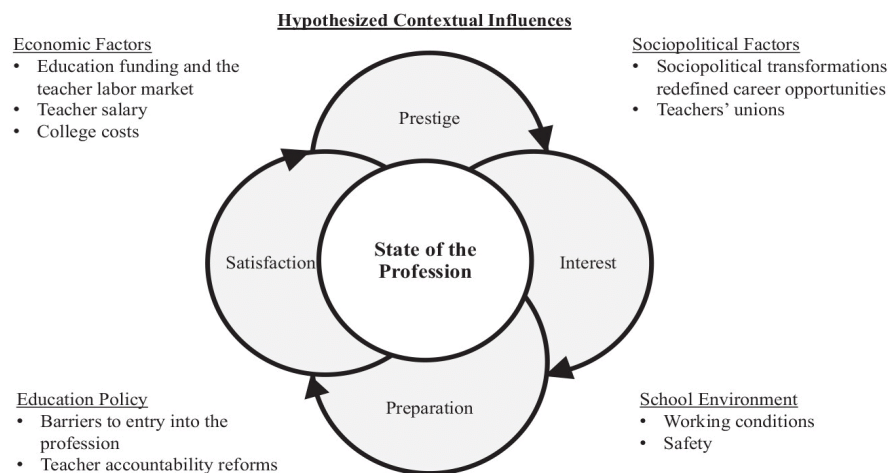 Hypothesized Contextual Influences
Economic Factors
• Education funding and the
teacher labor market
• Teacher salary
• College costs
Sociopolitical Factors
• Sociopolitical transformations
redefined career opportunities
• Teachers’ unions
Prestige
Satisfaction
State of the
Profession
Interest
Preparation
Education Policy
• Barriers to entry into the
profession
• Teacher accountability reforms
School Environment
• Working conditions
• Safety